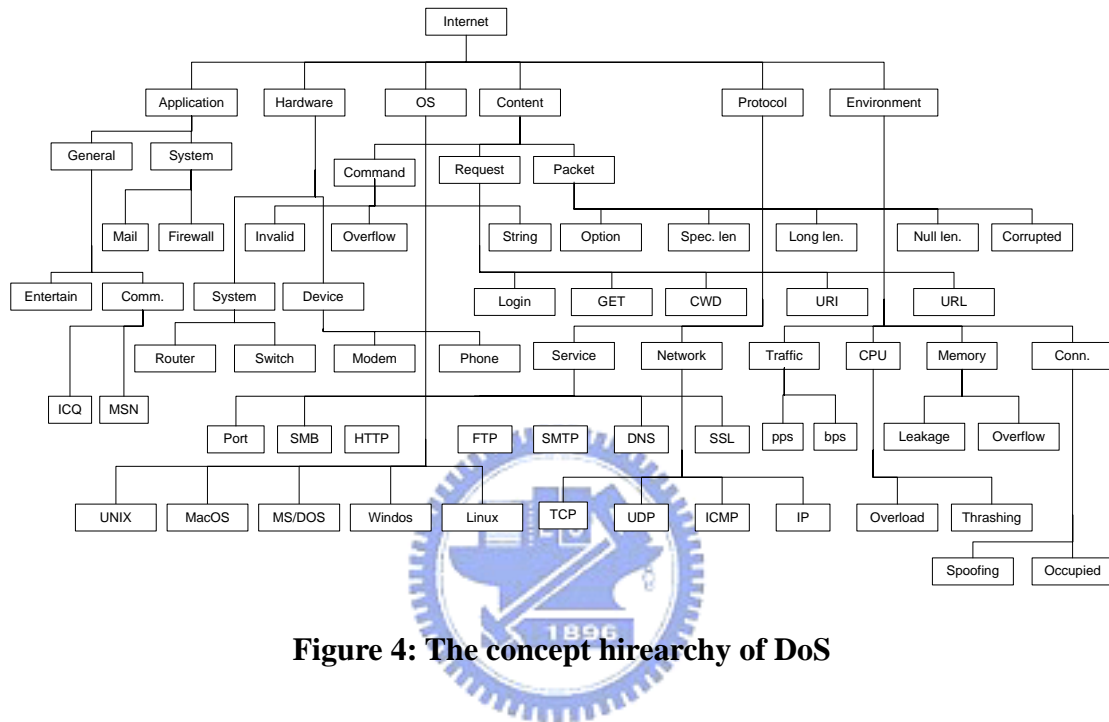 Internet
Application Hardware OS Content Protocol Environment
General System Command Request Packet
Mail Firewall Invalid Overflow String Option Spec. len Long len. Null len. Corrupted
Entertain Comm. System Device Login GET CWD URI URL
Router Switch Modem Phone Service Network Traffic CPU Memory Conn.
ICQ MSN Port SMB HTTP FTP SMTP DNS SSL pps bps Leakage Overflow
UNIX MacOS MS/DOS Windos Linux TCP UDP ICMP IP Overload Thrashing
Spoofing Occupied
1896
Figure 4: The concept hirearchy of DoS